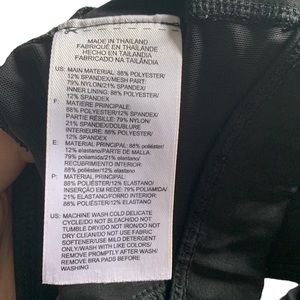 MADE IN THAILAND
FABRIQUÉ EN THAÏLANDE
HECHO EN TAILANDIA
FABRICADO NA TAILÂNDIA
US: MAIN MATERIAL: 88% POLYESTER/
12% SPANDEX/MESH PART:
79% NYLON/21% SPANDEX/
INNER LINING: 88% POLYESTER/
12% SPANDEX
F: MATIERE PRINCIPALE:
88% POLYESTER/12% SPANDEX/
PARTIE RÉSILLE: 79% NYLON/
21% SPANDEX/DOUBLURE
INTERIEURE: 88% POLYESTER/
12% SPANDEX
E: MATERIAL PRINCIPAL:
88% poliéster/
12% elastano/PARTE DE MALLA:
79% poliamida/21% elastano/
RECUBRIMIENTO INTERIOR:
88% poliéster/12% elastano
P: MATERIAL PRINCIPAL:
88% POLIÉSTER/12% ELASTANO/
INSERÇÃO EM REDE: 79% POLIAMIDA/
21% ELASTANO/FORRO INTERIOR:
88% POLIÉSTER/12% ELASTANO
US: MACHINE WASH COLD DELICATE
CYCLE/DO NOT BLEACH/DO NOT
TUMBLE DRY/DO NOT IRON/DO NOT
DRY CLEAN/DO NOT USE FABRIC
SOFTENER/USE MILD DETERGENT
ONLY/WASH WITH LIKE COLORS/
REMOVE PROMPTLY AFTER WASH/
REMOVE BRA PADS BEFORE
WASHING